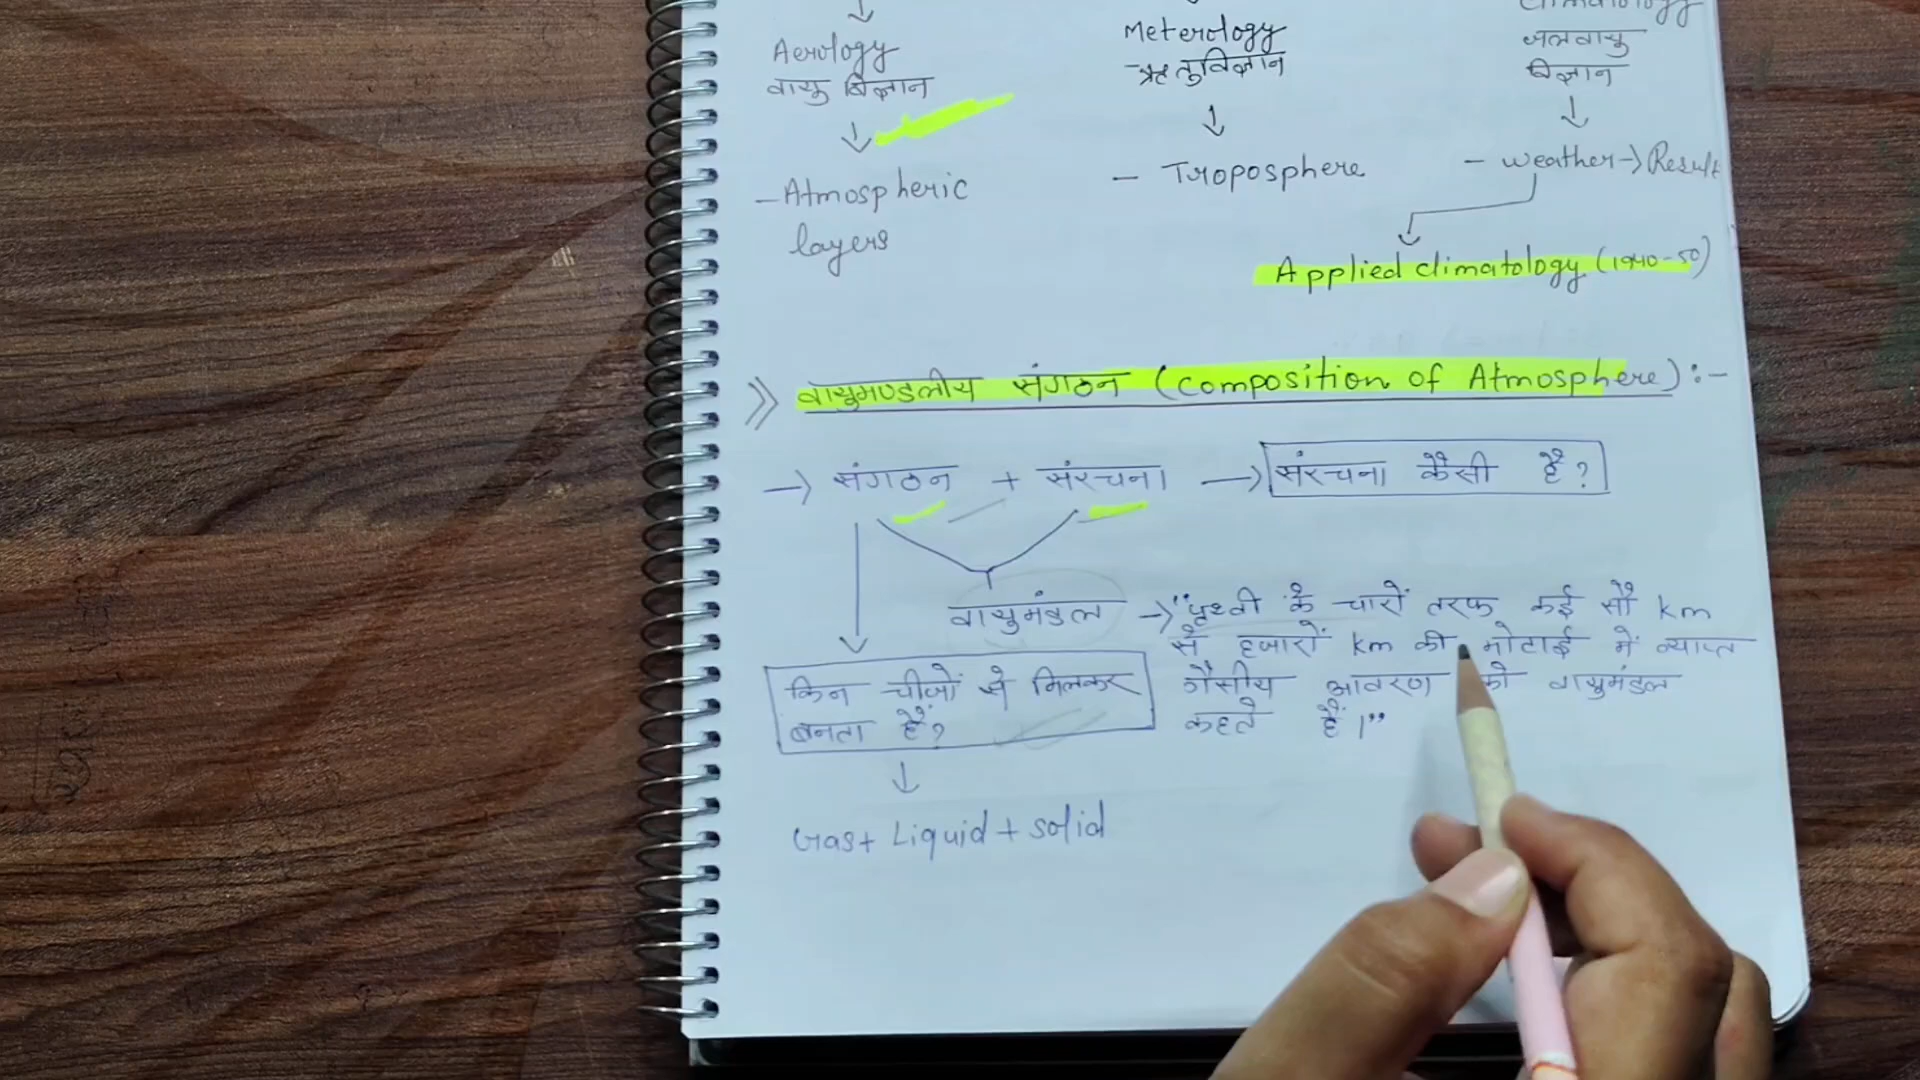 Aerology
वायु विज्ञान
Meterology
ऋतुविज्ञान
जलवायु
विज्ञान
- Atmospheric
layers
- Troposphere
- weather → Result
Applied climatology (1940-50)
वायुमण्डलीय संगठन (Composition of Atmosphere) :-
→ संगठन + संरचना → संरचना कैसी है?
वायुमंडल → "पृथ्वी के चारों तरफ कई सौ km
से हजारों km की मोटाई में व्याप्त
गैसीय आवरण को वायुमंडल
कहते हैं।"
किन चीजों से मिलकर
बनता है?
Gas + Liquid + Solid